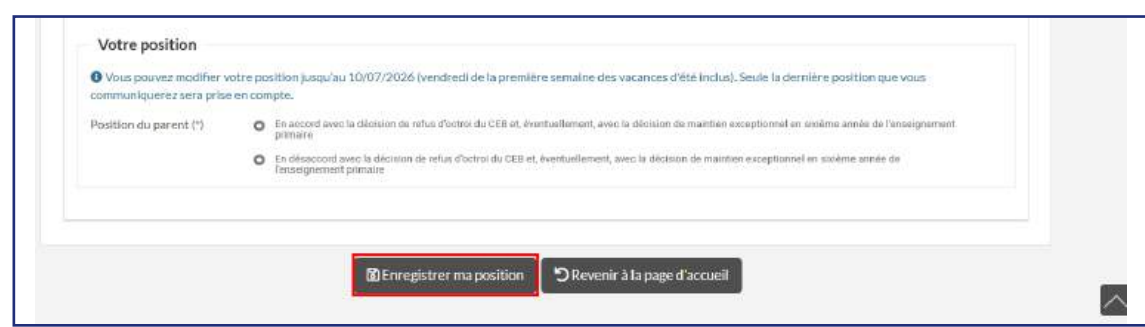 Votre position
Vous pouvez modifier votre position jusqu'au 10/07/2026 (vendredi de la première semaine des vacances d'été inclus). Seule la dernière position que vous
communiquerez sera prise en compte.
Position du parent (*)
En accord avec la décision de refus d'octroi du CEB et, éventuellement, avec la décision de maintien exceptionnel en sixième année de l'enseignement
primaire
En désaccord avec la décision de refus d'octroi du CEB et, éventuellement, avec la décision de maintien exceptionnel en sixième année de
l'enseignement primaire
Enregistrer ma position
Revenir à la page d'accueil